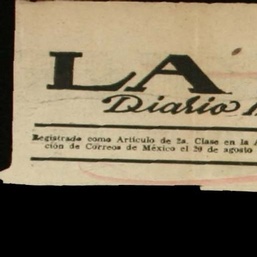 LA
Diario
Registrado como Artículo de 2a. Clase en la
ción de Correos de México el 29 de agosto